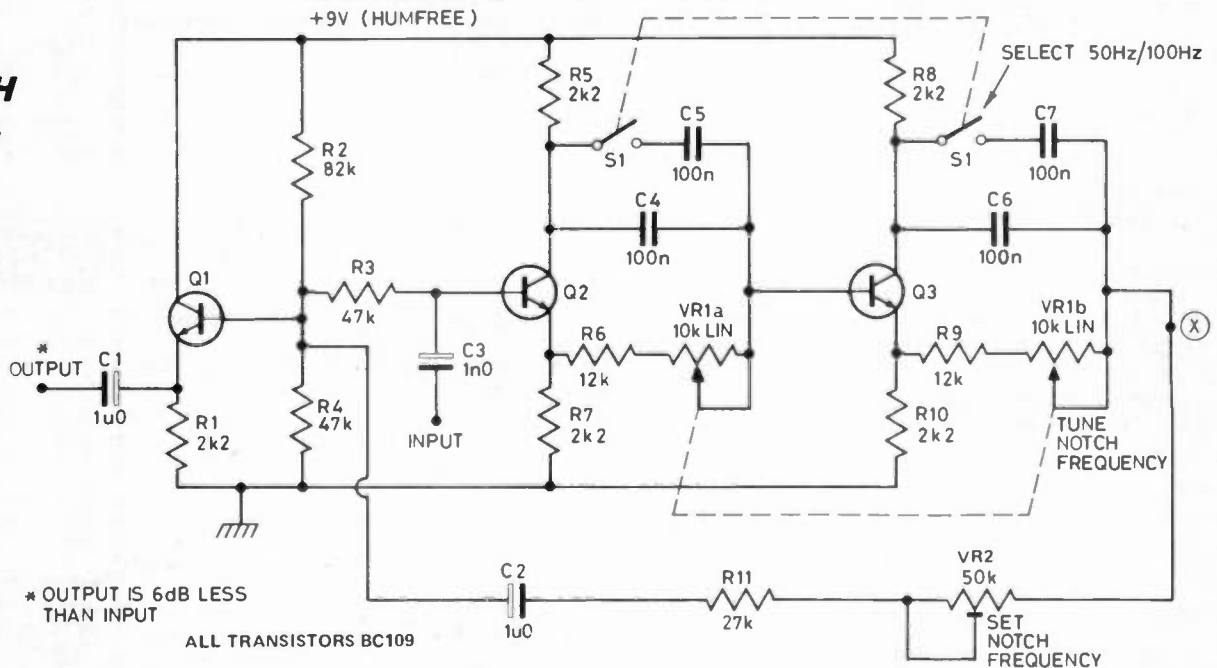 +9V (HUMFREE)
H
SELECT 50Hz/100Hz
R5
2k2
R8
2k2
C5
100n
S1
C7
100n
S1
R2
82k
C4
100n
C6
100n
R3
47k
Q1
Q2
Q3
VR1a
10k LIN
VR1b
10k LIN
R6
12k
R9
12k
*
OUTPUT
C1
1u0
C3
1n0
R1
2k2
R4
47k
INPUT
R7
2k2
R10
2k2
TUNE
NOTCH
FREQUENCY
X
C2
1u0
R11
27k
VR2
50k
SET
NOTCH
FREQUENCY
* OUTPUT IS 6dB LESS
THAN INPUT
ALL TRANSISTORS BC109